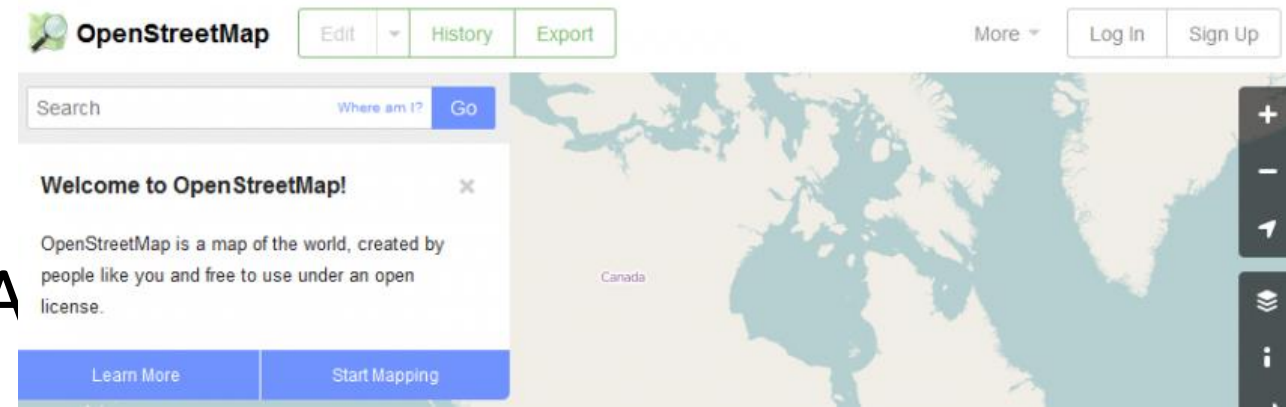 OpenStreetMap Edit History Export More Log In Sign Up
Search Where am I? Go
Welcome to OpenStreetMap!
OpenStreetMap is a map of the world, created by
people like you and free to use under an open
license.
A
Canada
Learn More Start Mapping